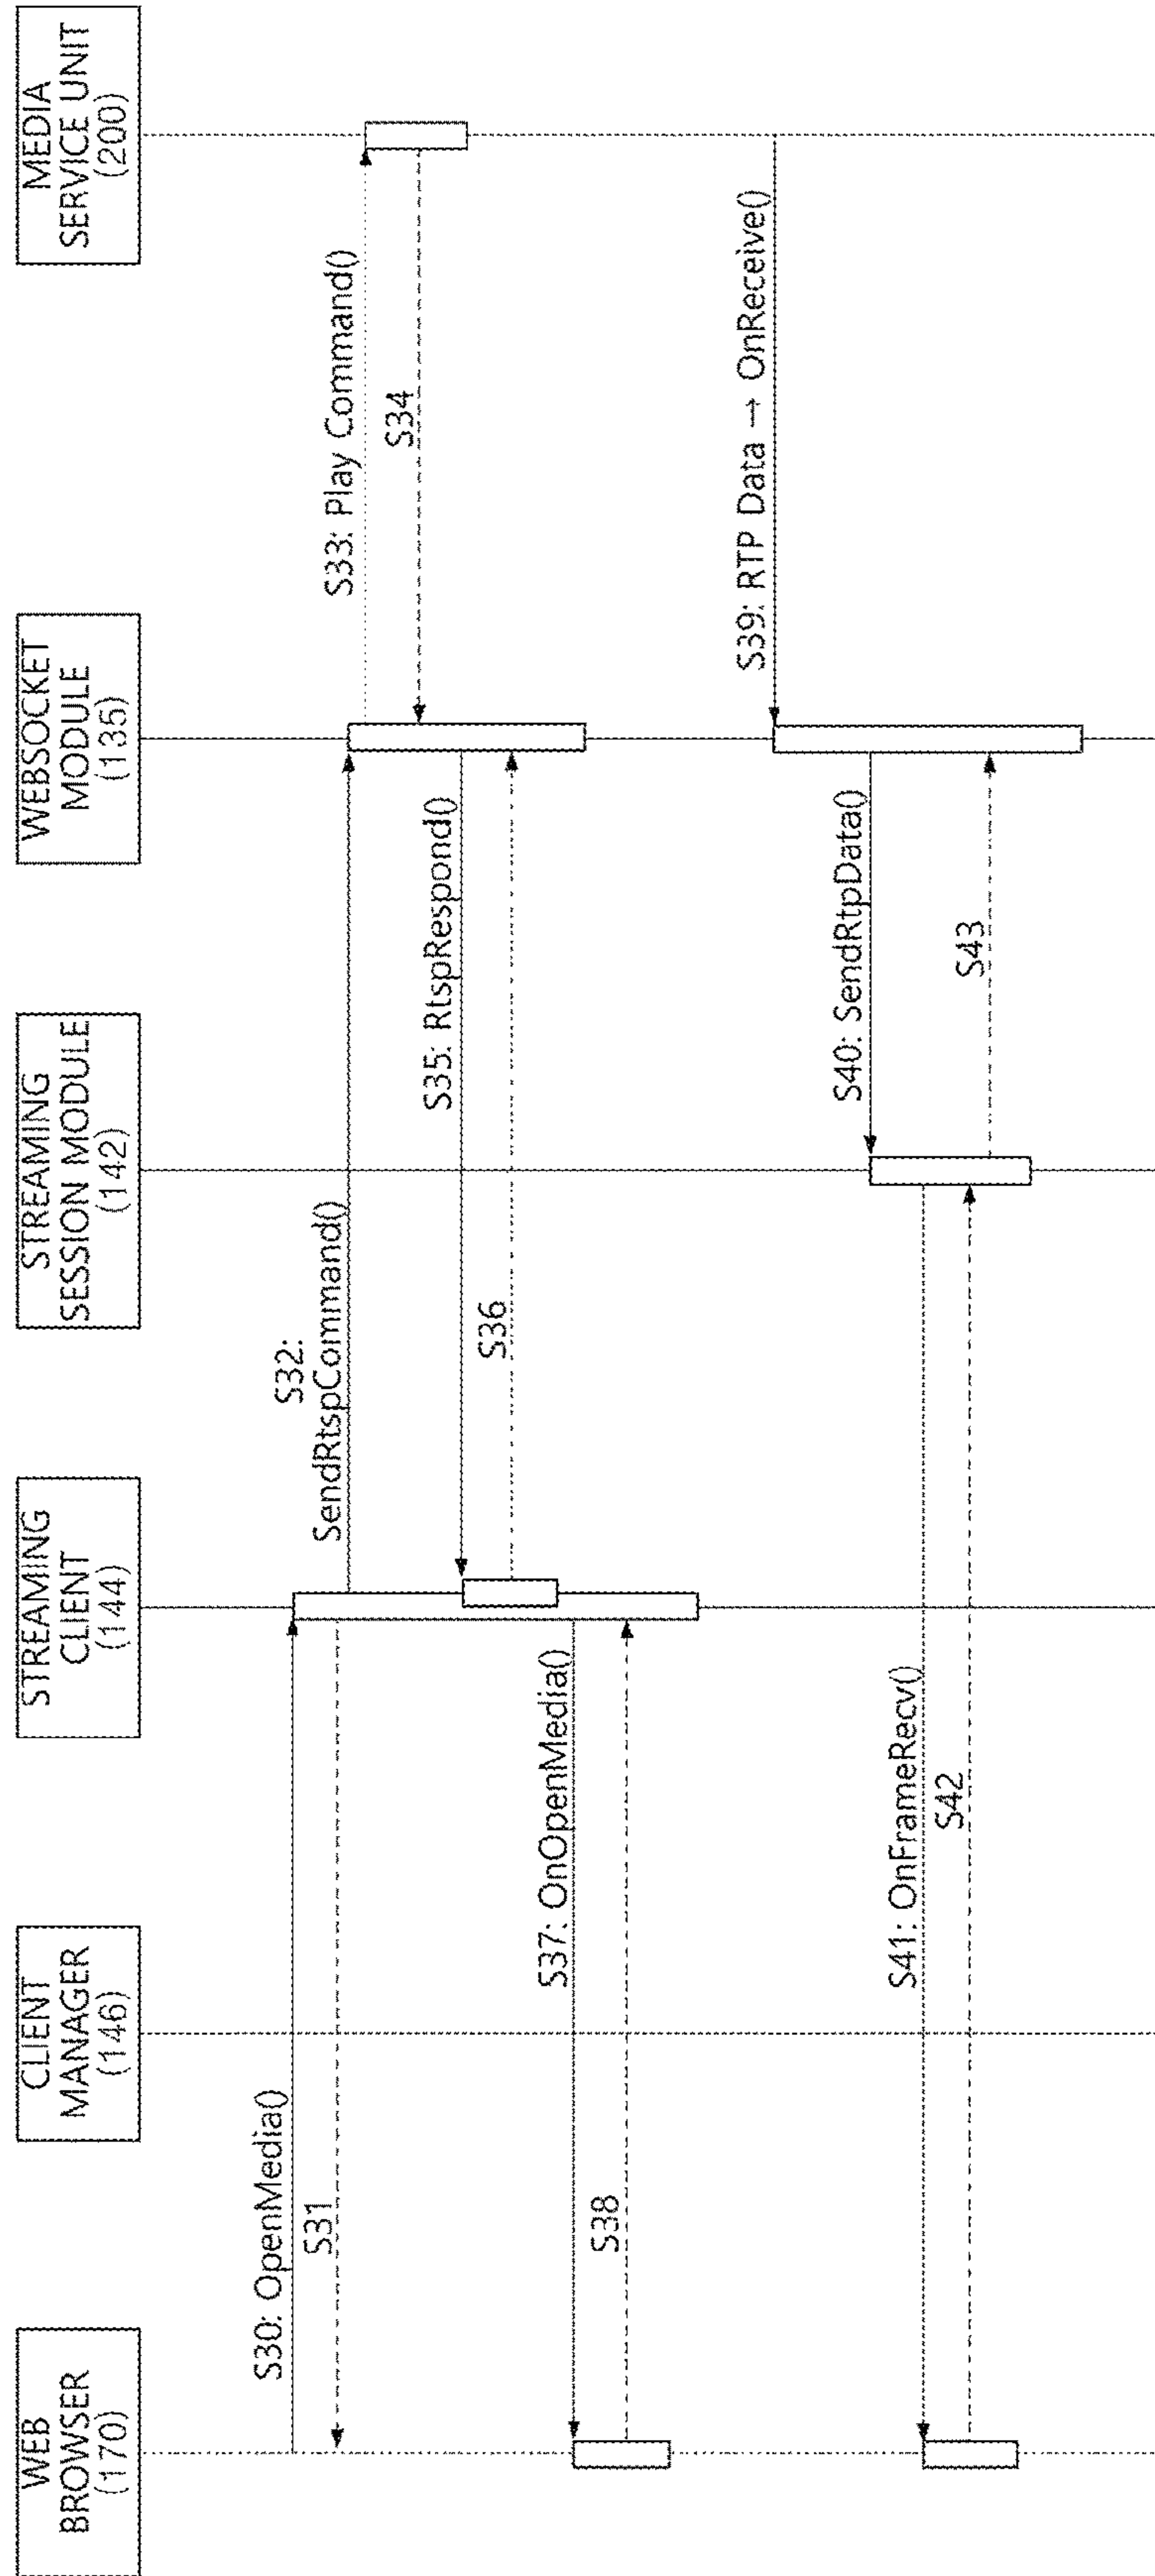 WEB
BROWSER
(170)
CLIENT
MANAGER
(146)
STREAMING
CLIENT
(144)
STREAMING
SESSION MODULE
(142)
WEBSOCKET
MODULE
(135)
MEDIA
SERVICE UNIT
(200)
S30: OpenMedia()
S31
S32:
SendRtspCommand()
S33: Play Command()
S34
S35: RtspRespond()
S36
S37: OnOpenMedia()
S38
S39: RTP Data → OnReceive()
S40: SendRtpData()
S41: OnFrameRecv()
S42
S43